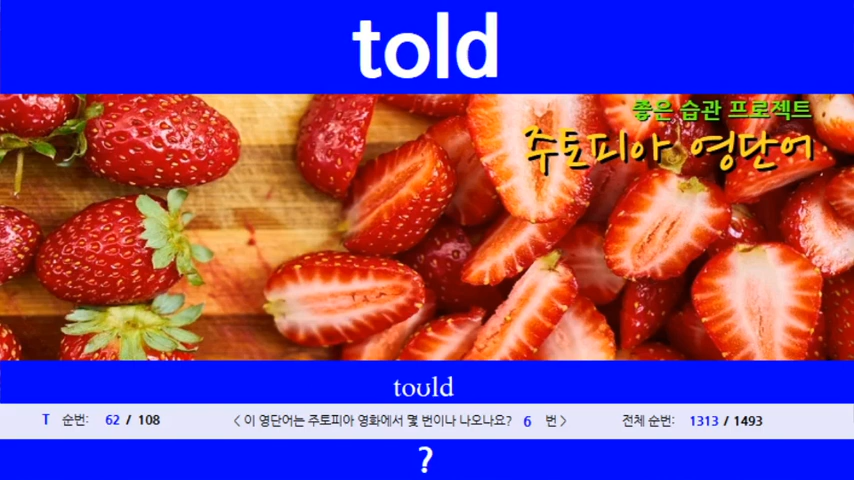 told
좋은 습관 프로젝트
주토피아 영단어
toʊld
T 순번: 62 / 108 < 이 영단어는 주토피아 영화에서 몇 번이나 나오나요? 6 번 > 전체 순번: 1313 / 1493
?